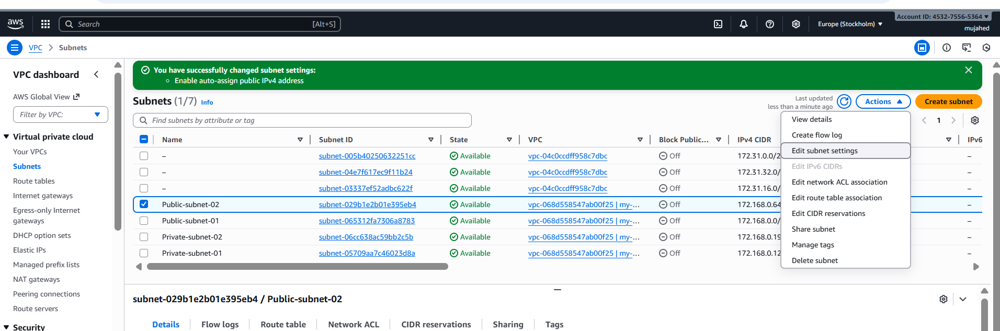 aws
Search [Alt+S]
Europe (Stockholm)
Account ID: 4532-7556-5364
mujahed
VPC > Subnets
VPC dashboard
AWS Global View
Filter by VPC:
Virtual private cloud
Your VPCs
Subnets
Route tables
Internet gateways
Egress-only Internet
gateways
DHCP option sets
Elastic IPs
Managed prefix lists
NAT gateways
Peering connections
Route servers
Security
You have successfully changed subnet settings:
Enable auto-assign public IPv4 address
Subnets (1/7) Info
Last updated
less than a minute ago
Actions
Create subnet
Find subnets by attribute or tag
1
View details
Create flow log
Edit subnet settings
Edit IPv6 CIDRs
Edit network ACL association
Edit route table association
Edit CIDR reservations
Share subnet
Manage tags
Delete subnet
Name Subnet ID State VPC Block Public... IPv4 CIDR IPv6
– subnet-005b40250632251cc Available vpc-04c0ccdff958c7dbc Off 172.31.0.0/2 –
– subnet-04e7f617ec9f11b24 Available vpc-04c0ccdff958c7dbc Off 172.31.32.0/ –
– subnet-03337ef52adbc622f Available vpc-04c0ccdff958c7dbc Off 172.31.16.0/ –
Public-subnet-02 subnet-029b1e2b01e395eb4 Available vpc-068d558547ab00f25 | my-... Off 172.168.0.64 –
Public-subnet-01 subnet-065312fa7306a8783 Available vpc-068d558547ab00f25 | my-... Off 172.168.0.0/ –
Private-subnet-02 subnet-06cc638ac59bb2c5b Available vpc-068d558547ab00f25 | my-... Off 172.168.0.19 –
Private-subnet-01 subnet-05709aa7c46023d8a Available vpc-068d558547ab00f25 | my-... Off 172.168.0.12 –
subnet-029b1e2b01e395eb4 / Public-subnet-02
Details Flow logs Route table Network ACL CIDR reservations Sharing Tags